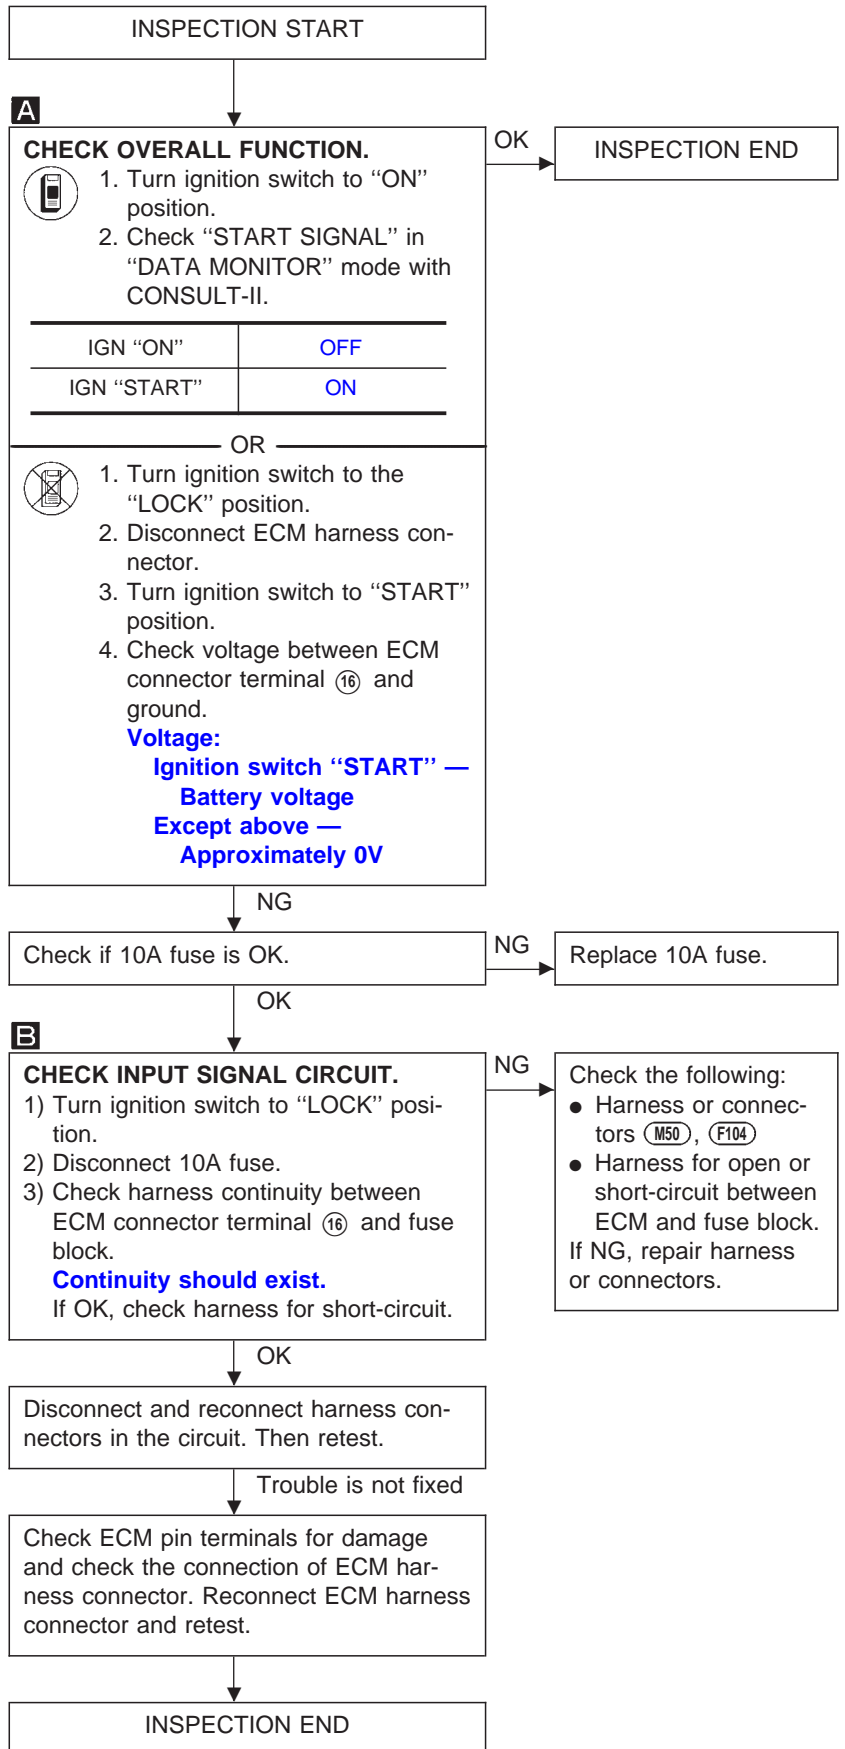 INSPECTION START
A
CHECK OVERALL FUNCTION.
1. Turn ignition switch to ‘‘ON’’
position.
2. Check ‘‘START SIGNAL’’ in
‘‘DATA MONITOR’’ mode with
CONSULT-II.
IGN ‘‘ON’’ OFF
IGN ‘‘START’’ ON
OR
1. Turn ignition switch to the
‘‘LOCK’’ position.
2. Disconnect ECM harness con-
nector.
3. Turn ignition switch to ‘‘START’’
position.
4. Check voltage between ECM
connector terminal ⑯ and
ground.
Voltage:
Ignition switch ‘‘START’’ —
Battery voltage
Except above —
Approximately 0V
OK
INSPECTION END
NG
Check if 10A fuse is OK.
NG
Replace 10A fuse.
OK
B
CHECK INPUT SIGNAL CIRCUIT.
1) Turn ignition switch to ‘‘LOCK’’ posi-
tion.
2) Disconnect 10A fuse.
3) Check harness continuity between
ECM connector terminal ⑯ and fuse
block.
Continuity should exist.
If OK, check harness for short-circuit.
NG
Check the following:
● Harness or connec-
tors M50, F104
● Harness for open or
short-circuit between
ECM and fuse block.
If NG, repair harness
or connectors.
OK
Disconnect and reconnect harness con-
nectors in the circuit. Then retest.
Trouble is not fixed
Check ECM pin terminals for damage
and check the connection of ECM har-
ness connector. Reconnect ECM harness
connector and retest.
INSPECTION END